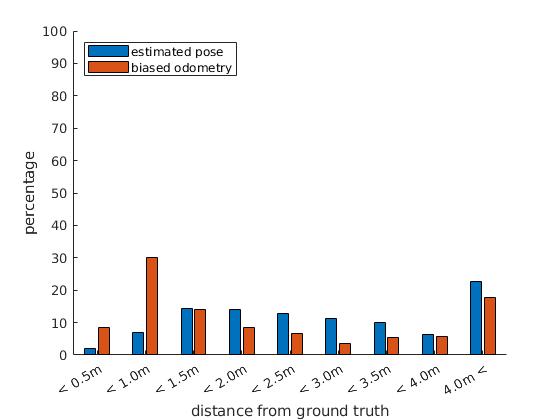 100
90
80
70
60
50
40
30
20
10
0
percentage
estimated pose
biased odometry
< 0.5m
< 1.0m
< 1.5m
< 2.0m
< 2.5m
< 3.0m
< 3.5m
< 4.0m
4.0m <
distance from ground truth